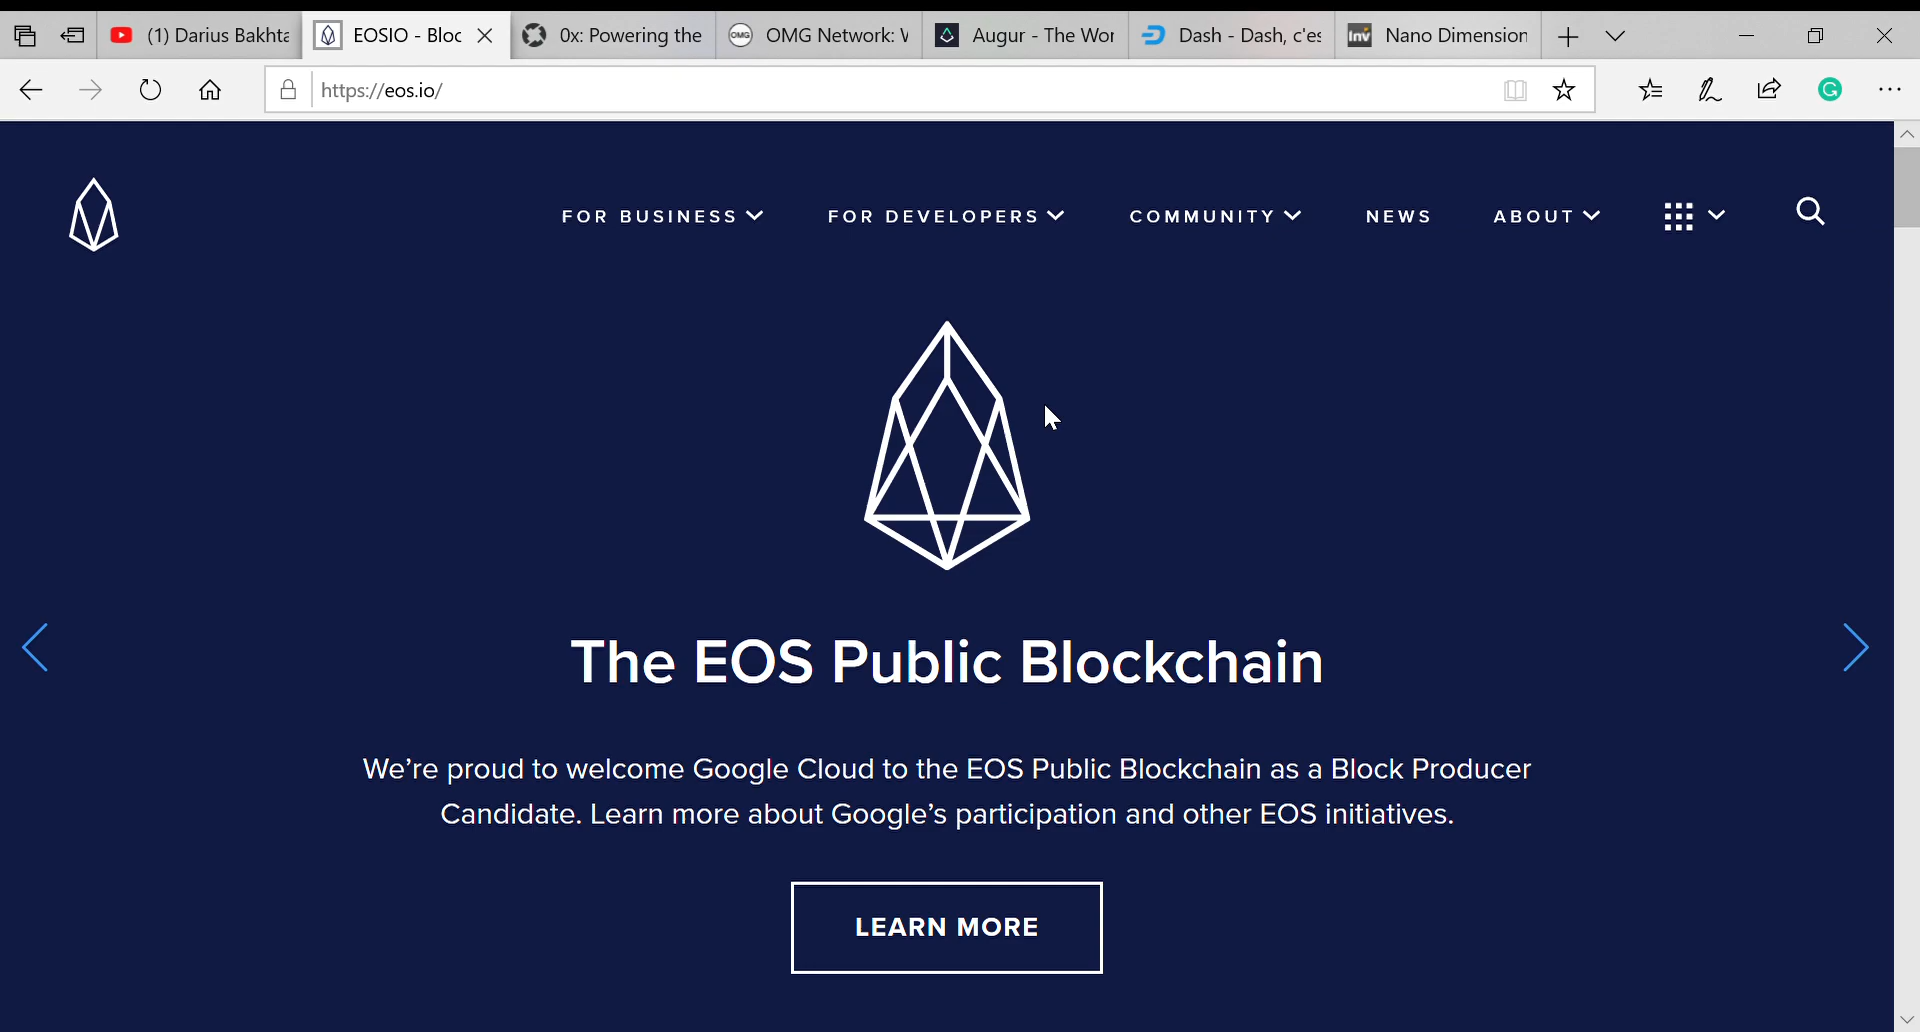 (1) Darius Bakhta
EOSIO - Bloc
0x: Powering the
OMG
OMG Network: V
Augur - The Wor
Dash - Dash, c'es
Inv
Nano Dimension
https://eos.io/
G
FOR BUSINESS
FOR DEVELOPERS
COMMUNITY
NEWS
ABOUT
The EOS Public Blockchain
We’re proud to welcome Google Cloud to the EOS Public Blockchain as a Block Producer
Candidate. Learn more about Google’s participation and other EOS initiatives.
LEARN MORE